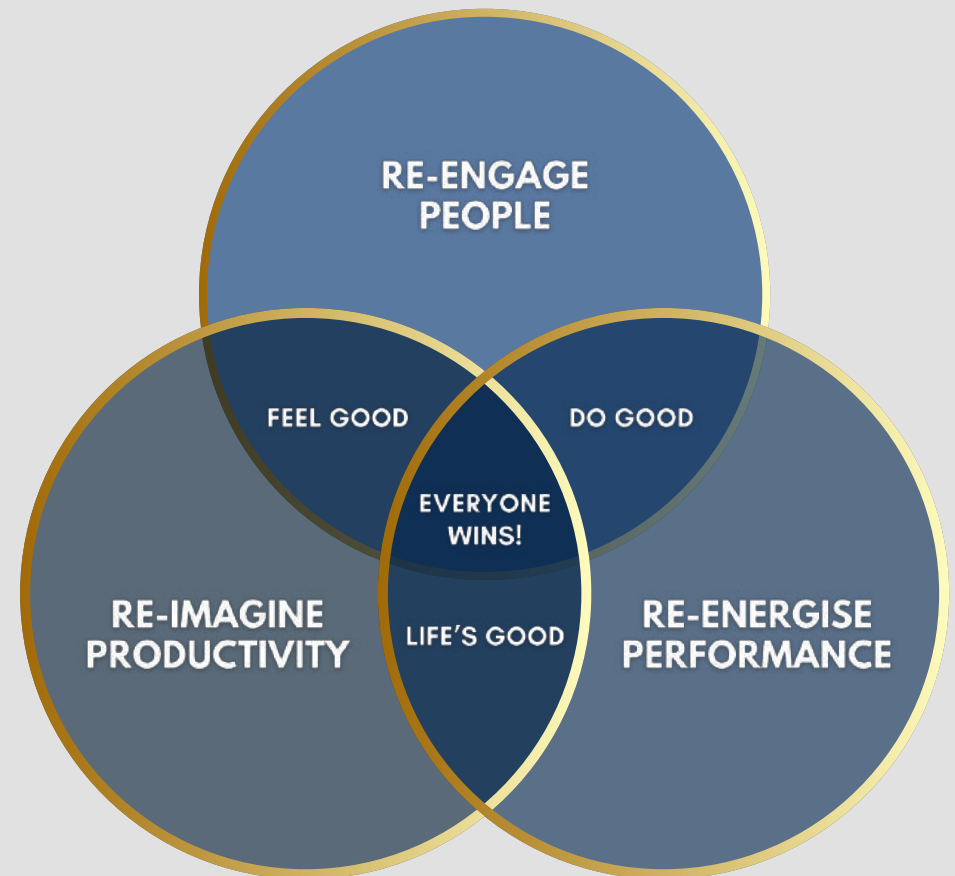 RE-ENGAGE
PEOPLE
FEEL GOOD
DO GOOD
EVERYONE
WINS!
RE-IMAGINE
PRODUCTIVITY
LIFE'S GOOD
RE-ENERGISE
PERFORMANCE